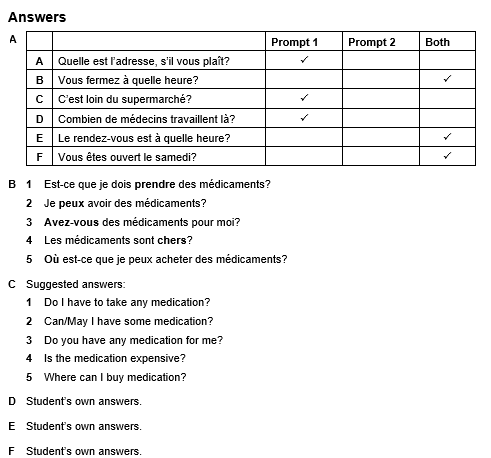 Answers
A Prompt 1 Prompt 2 Both
A Quelle est l'adresse, s'il vous plaît? ✓
B Vous fermez à quelle heure? ✓
C C'est loin du supermarché? ✓
D Combien de médecins travaillent là? ✓
E Le rendez-vous est à quelle heure? ✓
F Vous êtes ouvert le samedi? ✓
B 1 Est-ce que je dois prendre des médicaments?
2 Je peux avoir des médicaments?
3 Avez-vous des médicaments pour moi?
4 Les médicaments sont chers?
5 Où est-ce que je peux acheter des médicaments?
C Suggested answers:
1 Do I have to take any medication?
2 Can/May I have some medication?
3 Do you have any medication for me?
4 Is the medication expensive?
5 Where can I buy medication?
D Student's own answers.
E Student's own answers.
F Student's own answers.